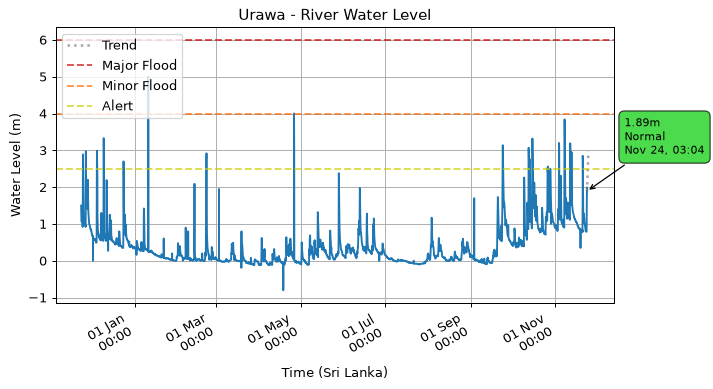 Urawa - River Water Level
Trend
Major Flood
Minor Flood
Alert
1.89m
Normal
Nov 24, 03:04
Water Level (m)
6
5
4
3
2
1
0
−1
01 Jan
00:00
01 Mar
00:00
01 May
00:00
01 Jul
00:00
01 Sep
00:00
01 Nov
00:00
Time (Sri Lanka)